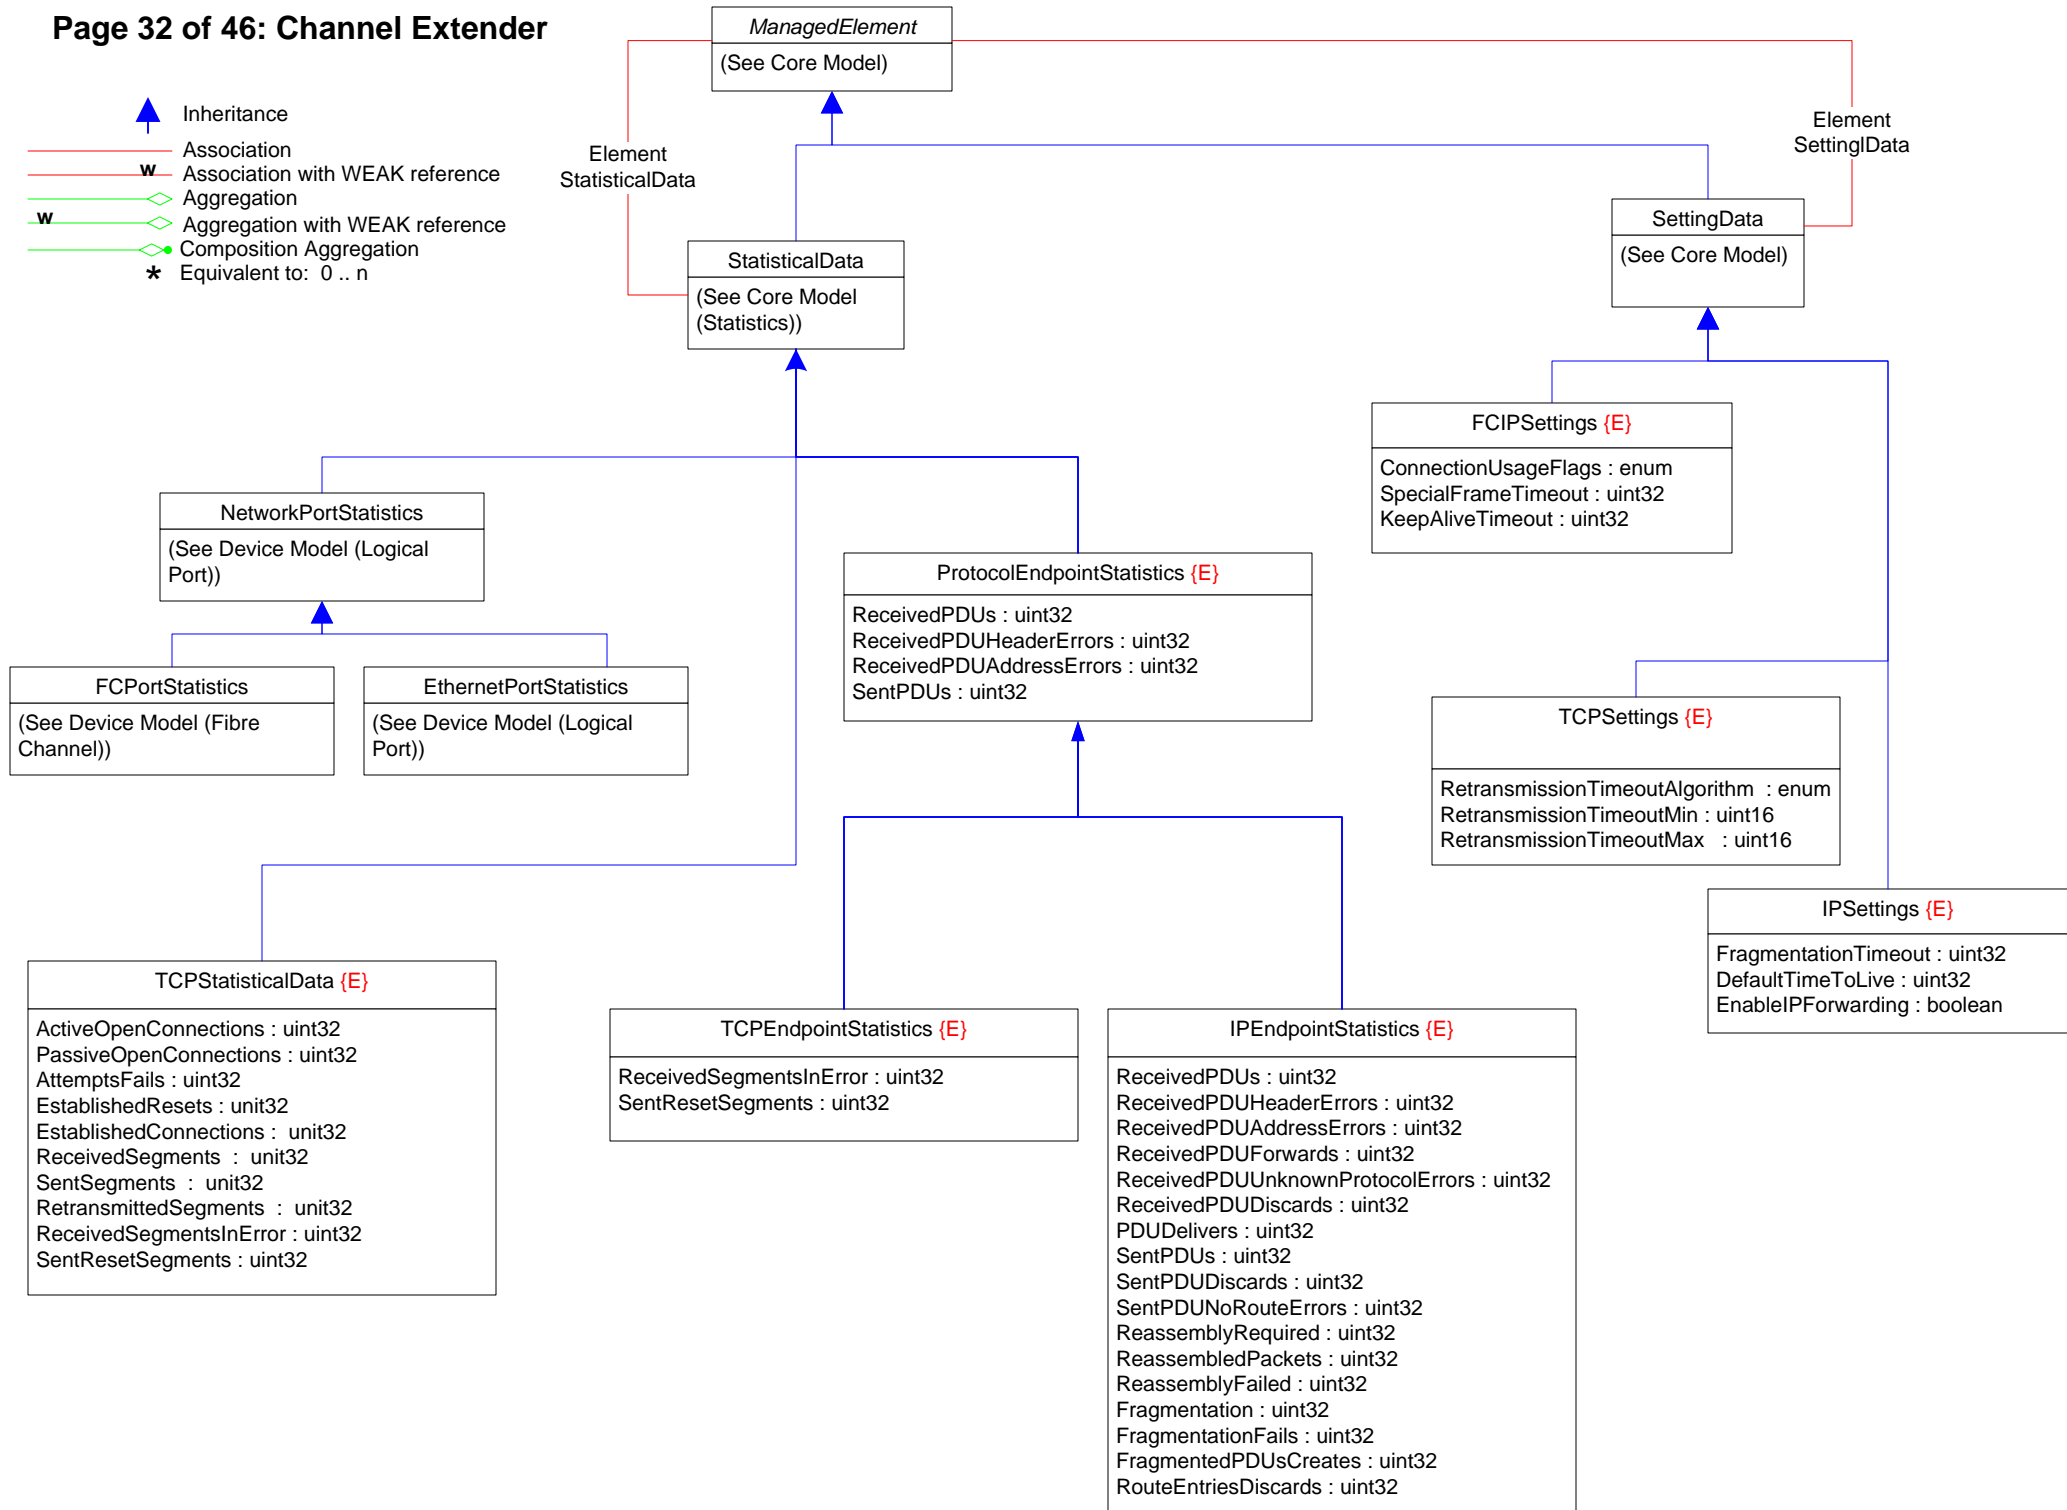 Page 32 of 46: Channel Extender
Inheritance
Association
w Association with WEAK reference
Aggregation
w Aggregation with WEAK reference
Composition Aggregation
* Equivalent to: 0 .. n
ManagedElement
(See Core Model)
Element
StatisticalData
Element
SettinglData
StatisticalData
(See Core Model
(Statistics))
SettingData
(See Core Model)
FCIPSettings {E}
ConnectionUsageFlags : enum
SpecialFrameTimeout : uint32
KeepAliveTimeout : uint32
NetworkPortStatistics
(See Device Model (Logical
Port))
ProtocolEndpointStatistics {E}
ReceivedPDUs : uint32
ReceivedPDUHeaderErrors : uint32
ReceivedPDUAddressErrors : uint32
SentPDUs : uint32
FCPortStatistics
(See Device Model (Fibre
Channel))
EthernetPortStatistics
(See Device Model (Logical
Port))
TCPSettings {E}
RetransmissionTimeoutAlgorithm : enum
RetransmissionTimeoutMin : uint16
RetransmissionTimeoutMax : uint16
IPSettings {E}
FragmentationTimeout : uint32
DefaultTimeToLive : uint32
EnableIPForwarding : boolean
TCPStatisticalData {E}
ActiveOpenConnections : uint32
PassiveOpenConnections : uint32
AttemptsFails : uint32
EstablishedResets : unit32
EstablishedConnections : unit32
ReceivedSegments : unit32
SentSegments : unit32
RetransmittedSegments : unit32
ReceivedSegmentsInError : uint32
SentResetSegments : uint32
TCPEndpointStatistics {E}
ReceivedSegmentsInError : uint32
SentResetSegments : uint32
IPEndpointStatistics {E}
ReceivedPDUs : uint32
ReceivedPDUHeaderErrors : uint32
ReceivedPDUAddressErrors : uint32
ReceivedPDUForwards : uint32
ReceivedPDUUnknownProtocolErrors : uint32
ReceivedPDUDiscards : uint32
PDUDelivers : uint32
SentPDUs : uint32
SentPDUDiscards : uint32
SentPDUNoRouteErrors : uint32
ReassemblyRequired : uint32
ReassembledPackets : uint32
ReassemblyFailed : uint32
Fragmentation : uint32
FragmentationFails : uint32
FragmentedPDUsCreates : uint32
RouteEntriesDiscards : uint32